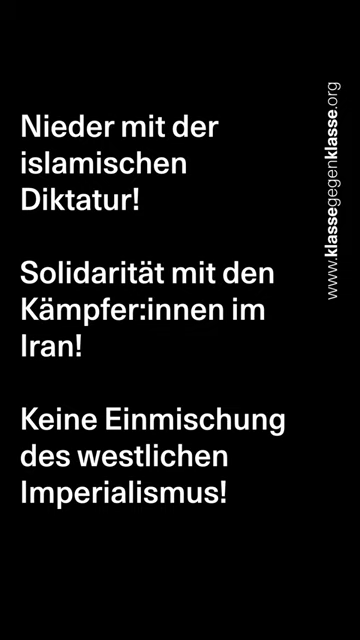 Nieder mit der
islamischen
Diktatur!
Solidarität mit den
Kämpfer:innen im
Iran!
Keine Einmischung
des westlichen
Imperialismus!
www.klassegegenklasse.org